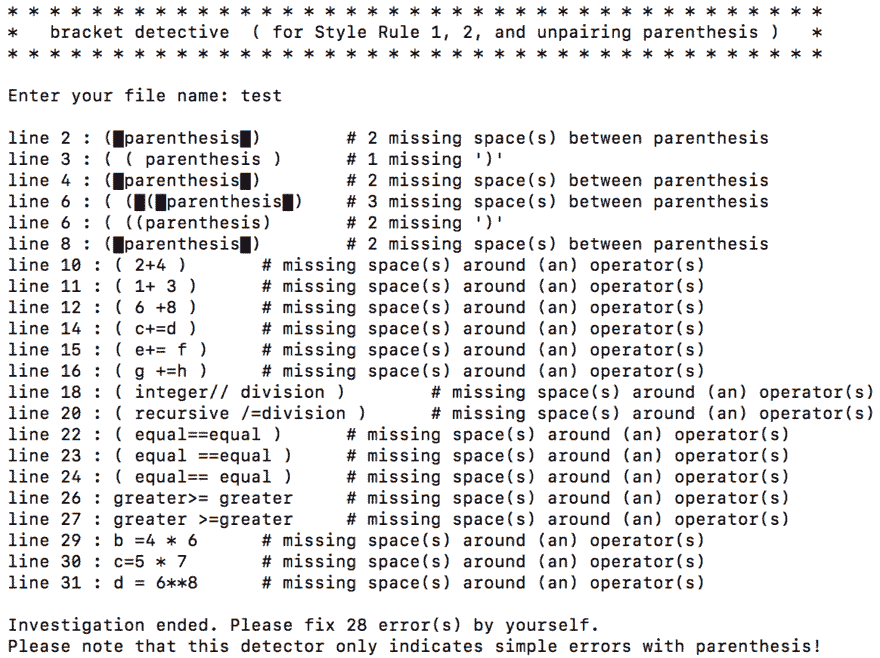 * * * * * * * * * * * * * * * * * * * * * * * * * * * * * * * * * * * * * * *
*   bracket detective  ( for Style Rule 1, 2, and unpairing parenthesis )   *
* * * * * * * * * * * * * * * * * * * * * * * * * * * * * * * * * * * * * * *
Enter your file name: test
line 2 : (█parenthesis█)        # 2 missing space(s) between parenthesis
line 3 : ( ( parenthesis )      # 1 missing ')'
line 4 : (█parenthesis█)        # 2 missing space(s) between parenthesis
line 6 : ( (█(█parenthesis█)    # 3 missing space(s) between parenthesis
line 6 : ( ((parenthesis)       # 2 missing ')'
line 8 : (█parenthesis█)        # 2 missing space(s) between parenthesis
line 10 : ( 2+4 )       # missing space(s) around (an) operator(s)
line 11 : ( 1+ 3 )      # missing space(s) around (an) operator(s)
line 12 : ( 6 +8 )      # missing space(s) around (an) operator(s)
line 14 : ( c+=d )      # missing space(s) around (an) operator(s)
line 15 : ( e+= f )     # missing space(s) around (an) operator(s)
line 16 : ( g +=h )     # missing space(s) around (an) operator(s)
line 18 : ( integer// division )        # missing space(s) around (an) operator(s)
line 20 : ( recursive /=division )      # missing space(s) around (an) operator(s)
line 22 : ( equal==equal )      # missing space(s) around (an) operator(s)
line 23 : ( equal ==equal )     # missing space(s) around (an) operator(s)
line 24 : ( equal== equal )     # missing space(s) around (an) operator(s)
line 26 : greater>= greater     # missing space(s) around (an) operator(s)
line 27 : greater >=greater     # missing space(s) around (an) operator(s)
line 29 : b =4 * 6      # missing space(s) around (an) operator(s)
line 30 : c=5 * 7       # missing space(s) around (an) operator(s)
line 31 : d = 6**8      # missing space(s) around (an) operator(s)
Investigation ended. Please fix 28 error(s) by yourself.
Please note that this detector only indicates simple errors with parenthesis!